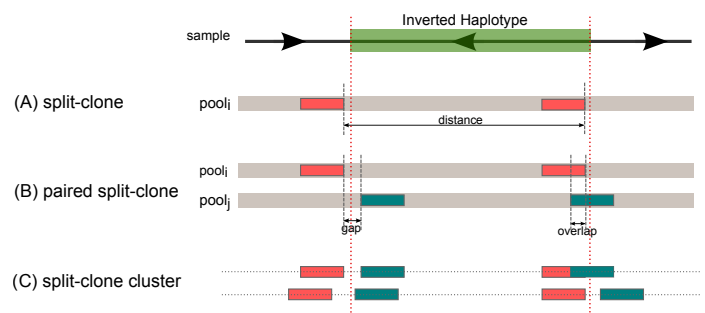 Inverted Haplotype
sample
(A) split-clone
pooli
distance
pooli
(B) paired split-clone
poolj
gap
overlap
(C) split-clone cluster